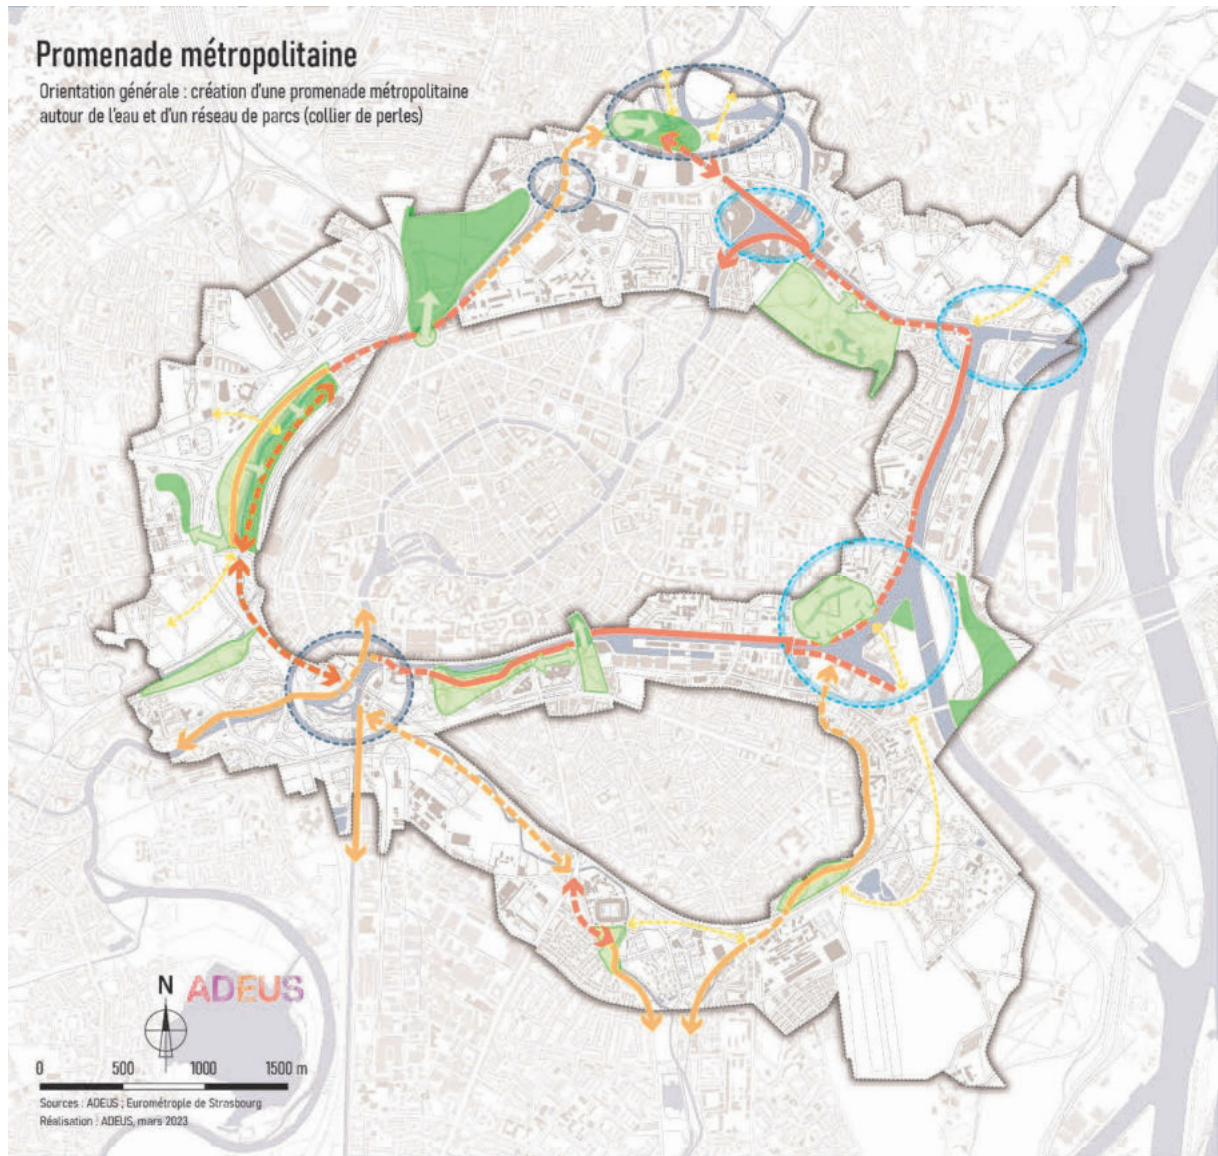 Promenade métropolitaine
Orientation générale : création d'une promenade métropolitaine
autour de l'eau et d'un réseau de parcs (collier de perles)
N ADEUS
0 500 1000 1500 m
Sources : ADEUS ; Eurométrople de Strasbourg
Réalisation : ADEUS, mars 2023